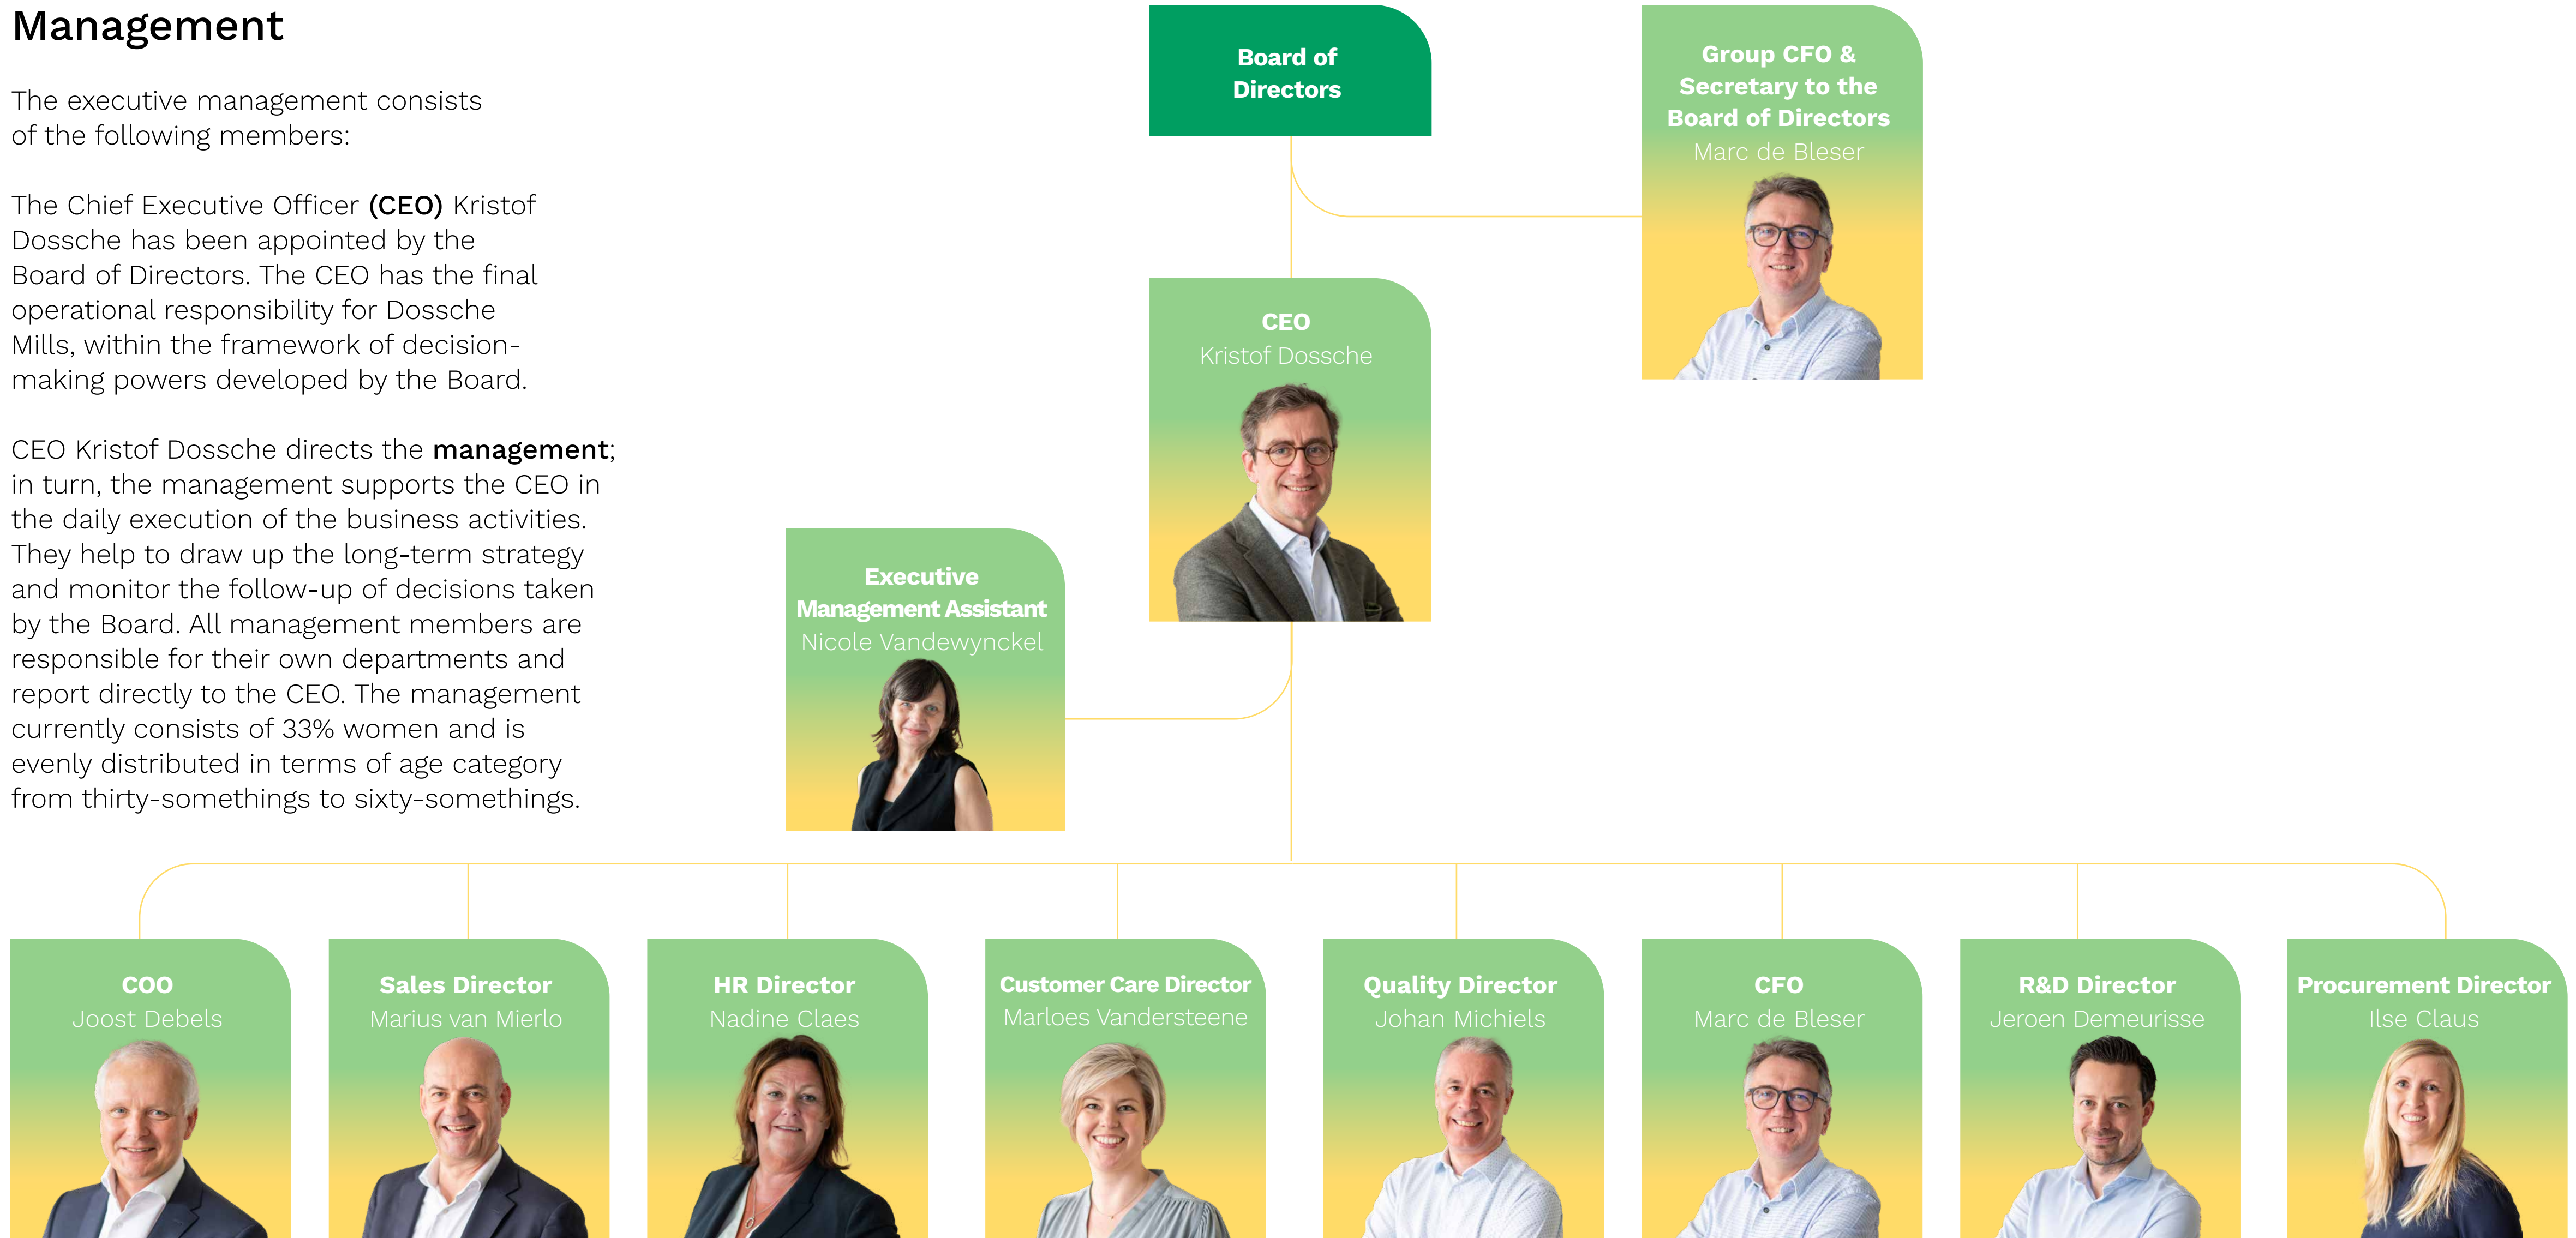 Management
The executive management consists
of the following members:
The Chief Executive Officer (CEO) Kristof
Dossche has been appointed by the
Board of Directors. The CEO has the final
operational responsibility for Dossche
Mills, within the framework of decision-
making powers developed by the Board.
CEO Kristof Dossche directs the management;
in turn, the management supports the CEO in
the daily execution of the business activities.
They help to draw up the long-term strategy
and monitor the follow-up of decisions taken
by the Board. All management members are
responsible for their own departments and
report directly to the CEO. The management
currently consists of 33% women and is
evenly distributed in terms of age category
from thirty-somethings to sixty-somethings.
Board of
Directors
Group CFO &
Secretary to the
Board of Directors
Marc de Bleser
CEO
Kristof Dossche
Executive
Management Assistant
Nicole Vandewynckel
COO
Joost Debels
Sales Director
Marius van Mierlo
HR Director
Nadine Claes
Customer Care Director
Marloes Vandersteene
Quality Director
Johan Michiels
CFO
Marc de Bleser
R&D Director
Jeroen Demeurisse
Procurement Director
Ilse Claus